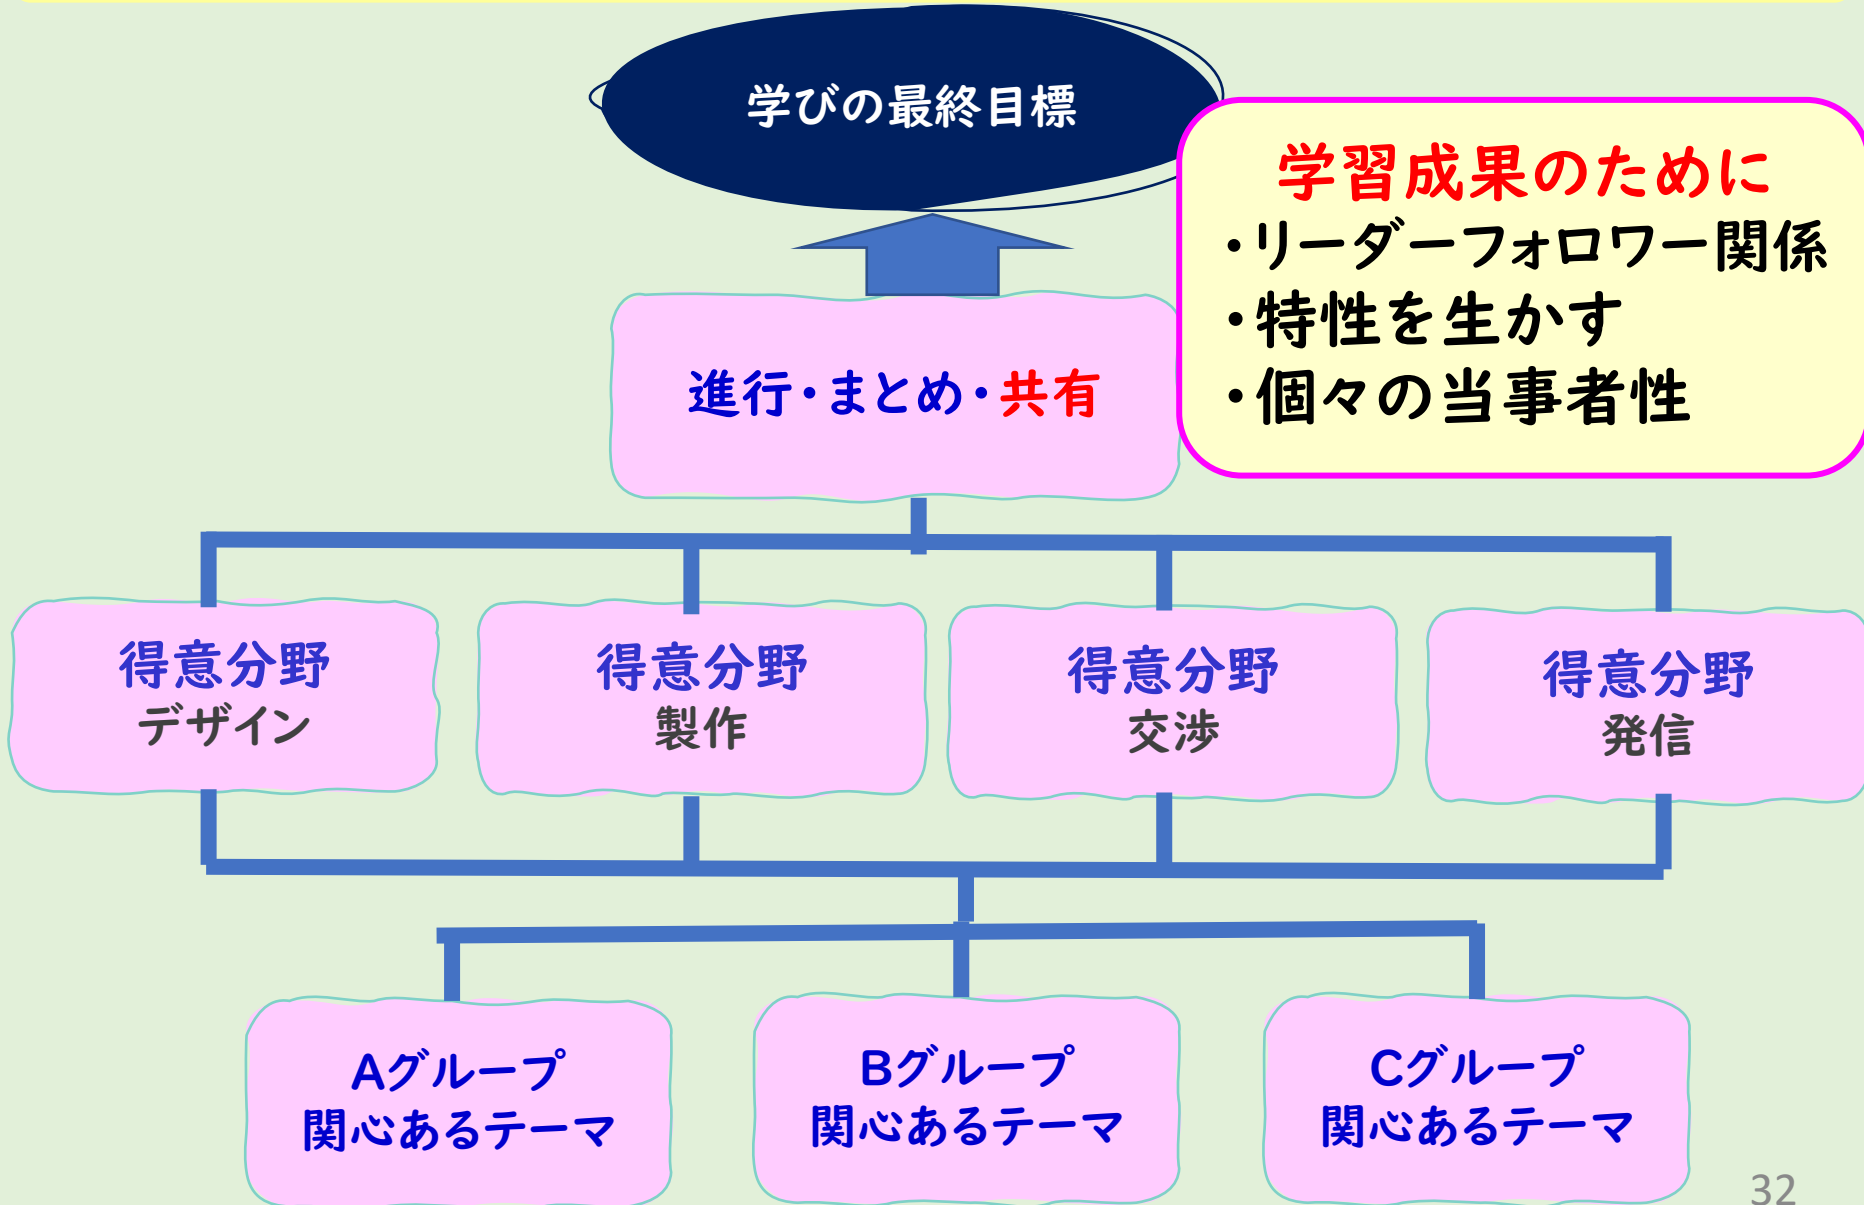 学びの最終目標
学習成果のために
・リーダーフォロワー関係
・特性を生かす
・個々の当事者性
進行・まとめ・共有
得意分野
デザイン
得意分野
製作
得意分野
交渉
得意分野
発信
Aグループ
関心あるテーマ
Bグループ
関心あるテーマ
Cグループ
関心あるテーマ
32